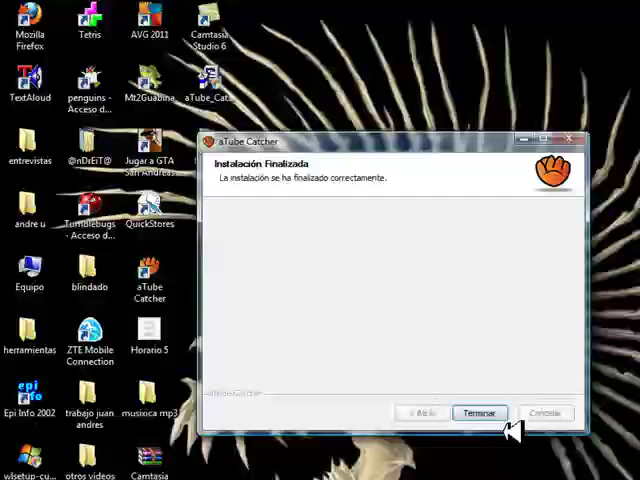 Mozilla Firefox
Tetris
AVG 2011
Camtasia Studio 6
TextAloud
penguins - Acceso d...
Mt2Guabina
aTube_Cat...
entrevistas
@nDrEiT@
Jugar a GTA San Andreas
andre u
Tumblebugs - Acceso d...
QuickStores
Equipo
blindado
aTube Catcher
herramientas
ZTE Mobile Connection
Horario 5
Epi Info 2002
trabajo juan andres
musixica mp3
wlsetup-cu...
otros videos
Camtasia
aTube Catcher
Instalación Finalizada
La instalación se ha finalizado correctamente.
< Atrás
Terminar
Cancelar